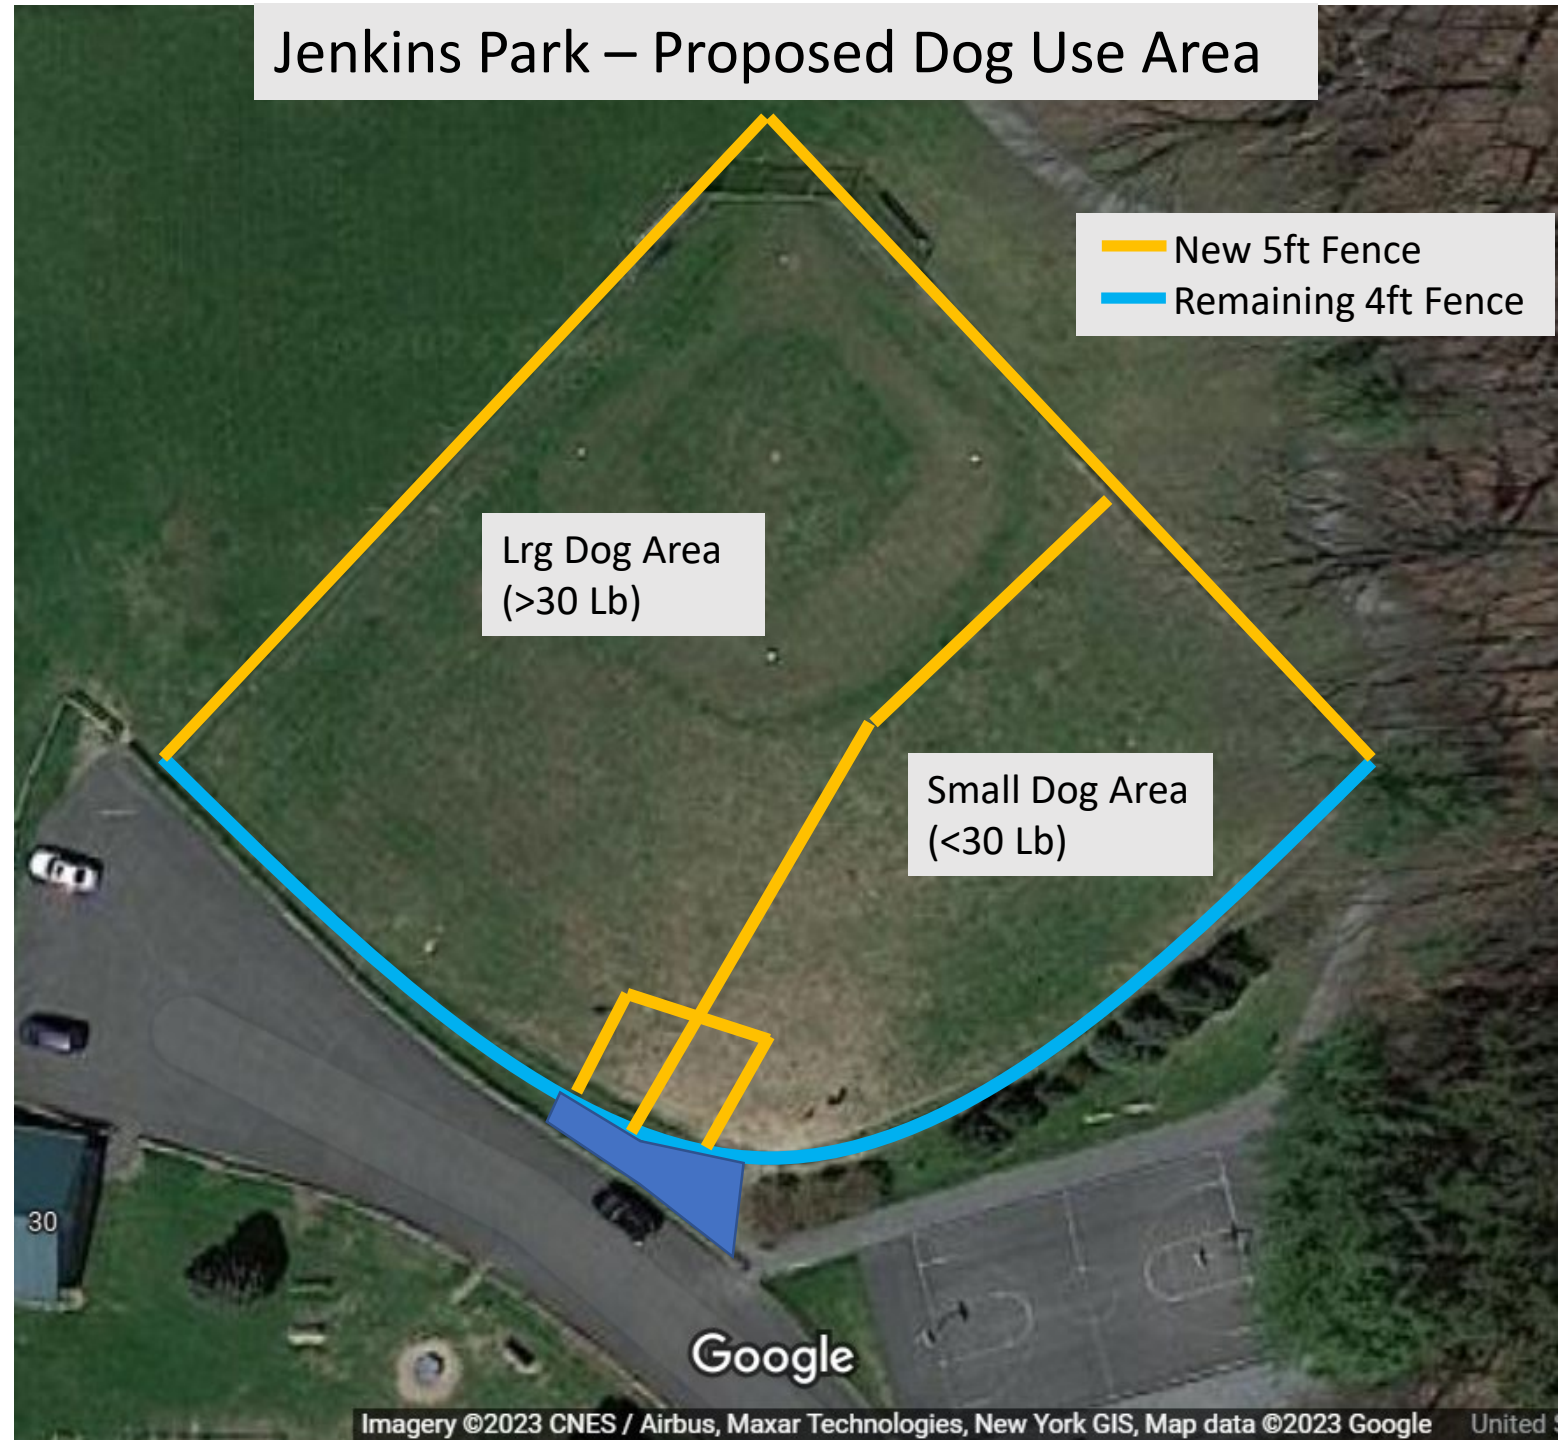 Jenkins Park – Proposed Dog Use Area
New 5ft Fence
Remaining 4ft Fence
Lrg Dog Area
(>30 Lb)
Small Dog Area
(<30 Lb)
30
Google
Imagery ©2023 CNES / Airbus, Maxar Technologies, New York GIS, Map data ©2023 Google United